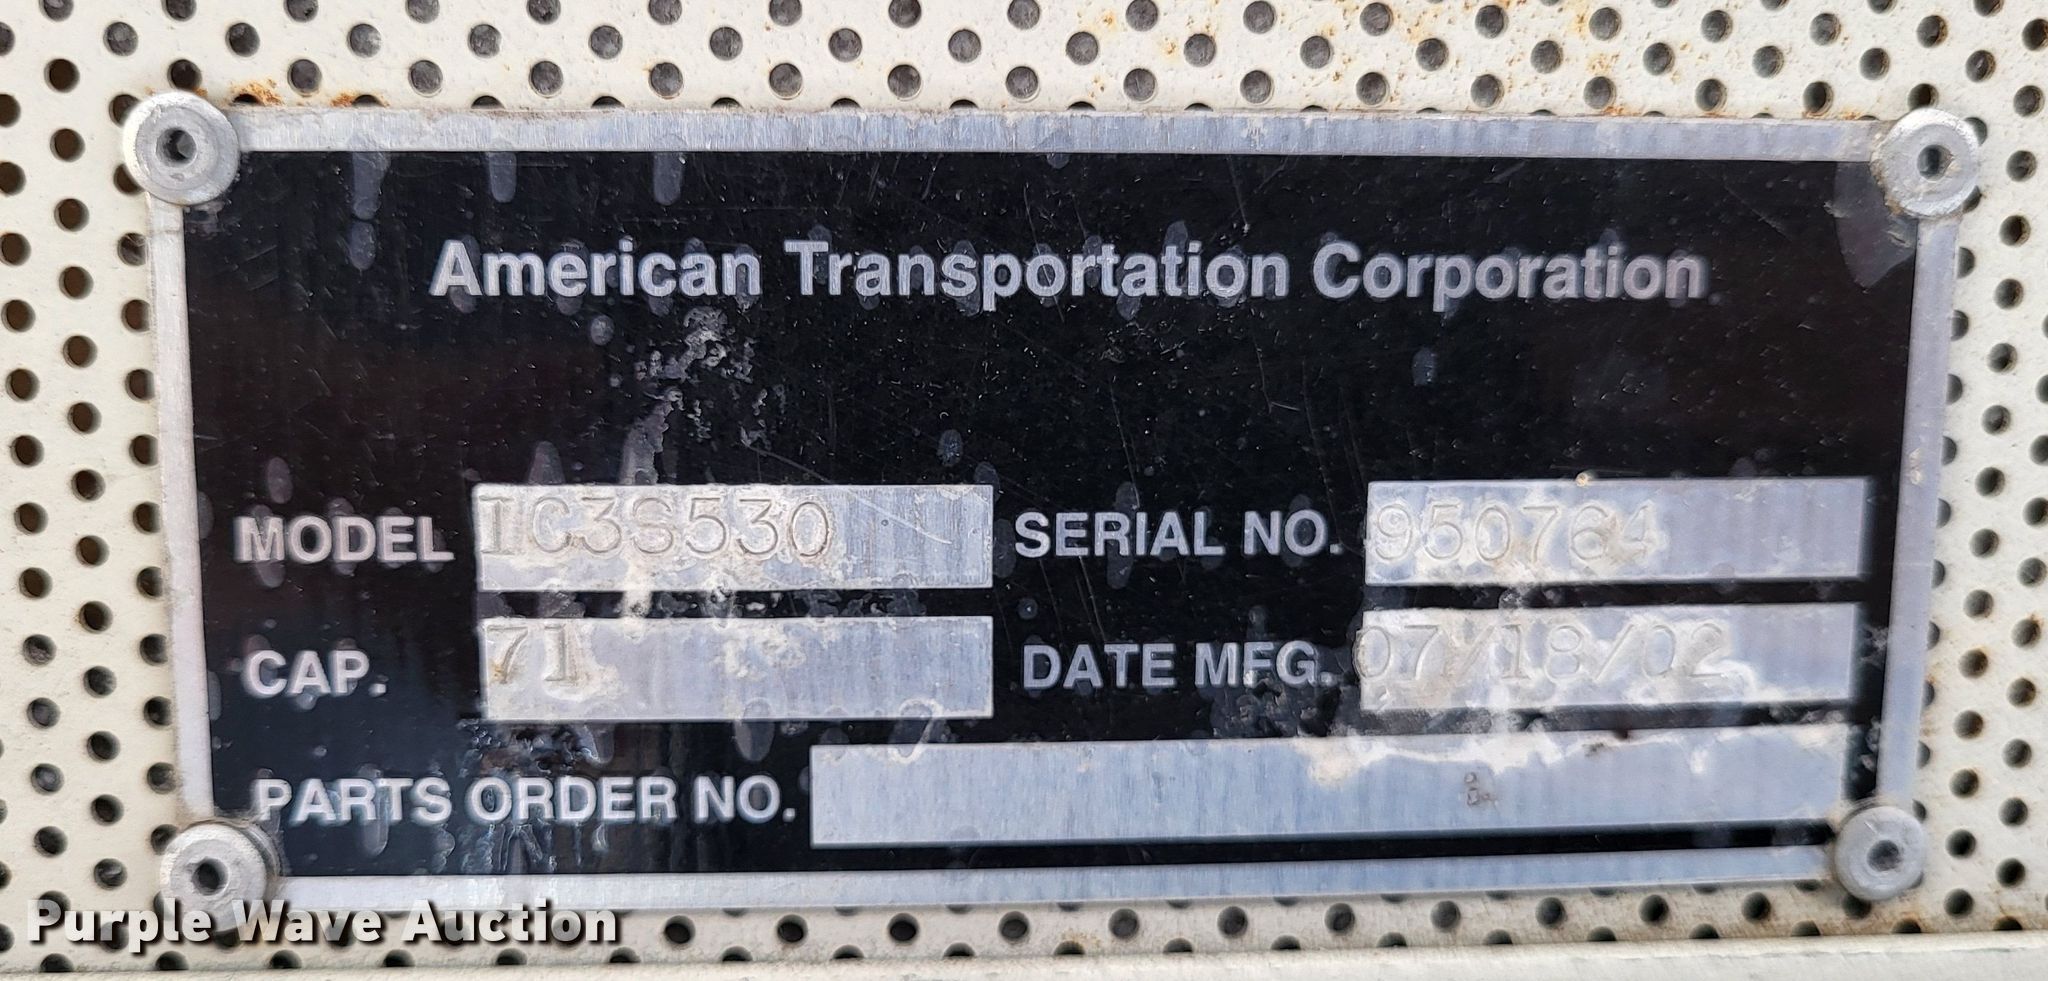 American Transportation Corporation
MODEL IC3S530 SERIAL NO. 950764
CAP. 71 DATE MFG. 07/18/02
PARTS ORDER NO.
Purple Wave Auction